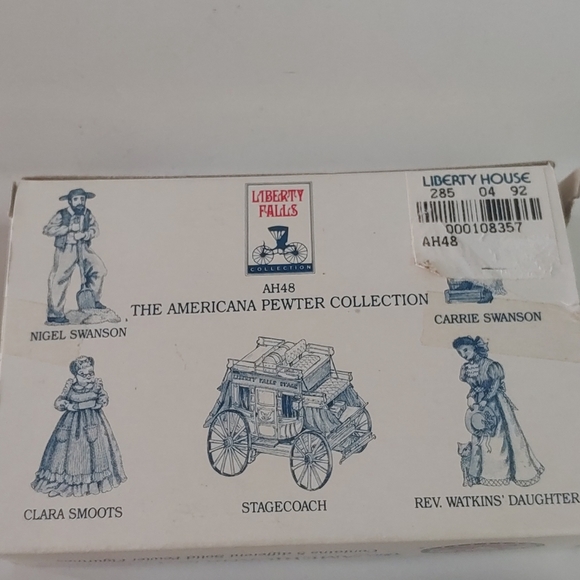 LIBERTY
FALLS
COLLECTION
AH48
THE AMERICANA PEWTER COLLECTION
LIBERTY HOUSE
285 04 92
000108357
AH48
NIGEL SWANSON
CARRIE SWANSON
LIBERTY FALLS STAGE
CLARA SMOOTS
STAGECOACH
REV. WATKINS' DAUGHTER